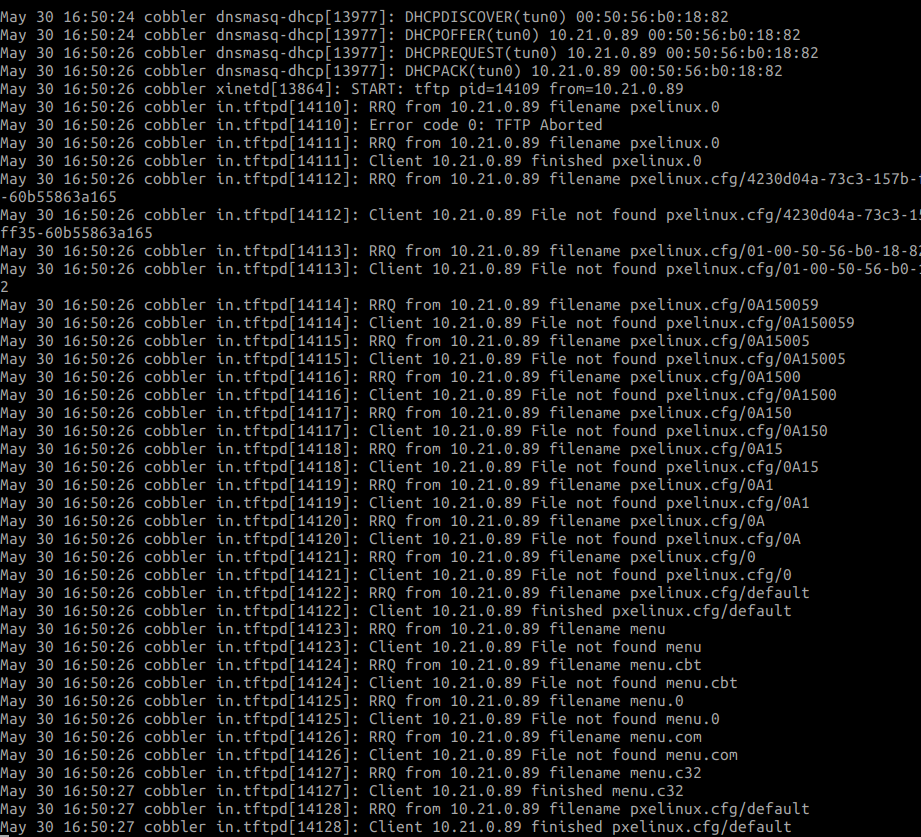 May 30 16:50:24 cobbler dnsmasq-dhcp[13977]: DHCPDISCOVER(tun0) 00:50:56:b0:18:82
May 30 16:50:24 cobbler dnsmasq-dhcp[13977]: DHCPOFFER(tun0) 10.21.0.89 00:50:56:b0:18:82
May 30 16:50:26 cobbler dnsmasq-dhcp[13977]: DHCPREQUEST(tun0) 10.21.0.89 00:50:56:b0:18:82
May 30 16:50:26 cobbler dnsmasq-dhcp[13977]: DHCPACK(tun0) 10.21.0.89 00:50:56:b0:18:82
May 30 16:50:26 cobbler xinetd[13864]: START: tftp pid=14109 from=10.21.0.89
May 30 16:50:26 cobbler in.tftpd[14110]: RRQ from 10.21.0.89 filename pxelinux.0
May 30 16:50:26 cobbler in.tftpd[14110]: Error code 0: TFTP Aborted
May 30 16:50:26 cobbler in.tftpd[14111]: RRQ from 10.21.0.89 filename pxelinux.0
May 30 16:50:26 cobbler in.tftpd[14111]: Client 10.21.0.89 finished pxelinux.0
May 30 16:50:26 cobbler in.tftpd[14112]: RRQ from 10.21.0.89 filename pxelinux.cfg/4230d04a-73c3-157b-
-60b55863a165
May 30 16:50:26 cobbler in.tftpd[14112]: Client 10.21.0.89 File not found pxelinux.cfg/4230d04a-73c3-15
ff35-60b55863a165
May 30 16:50:26 cobbler in.tftpd[14113]: RRQ from 10.21.0.89 filename pxelinux.cfg/01-00-50-56-b0-18-82
May 30 16:50:26 cobbler in.tftpd[14113]: Client 10.21.0.89 File not found pxelinux.cfg/01-00-50-56-b0-
2
May 30 16:50:26 cobbler in.tftpd[14114]: RRQ from 10.21.0.89 filename pxelinux.cfg/0A150059
May 30 16:50:26 cobbler in.tftpd[14114]: Client 10.21.0.89 File not found pxelinux.cfg/0A150059
May 30 16:50:26 cobbler in.tftpd[14115]: RRQ from 10.21.0.89 filename pxelinux.cfg/0A15005
May 30 16:50:26 cobbler in.tftpd[14115]: Client 10.21.0.89 File not found pxelinux.cfg/0A15005
May 30 16:50:26 cobbler in.tftpd[14116]: RRQ from 10.21.0.89 filename pxelinux.cfg/0A1500
May 30 16:50:26 cobbler in.tftpd[14116]: Client 10.21.0.89 File not found pxelinux.cfg/0A1500
May 30 16:50:26 cobbler in.tftpd[14117]: RRQ from 10.21.0.89 filename pxelinux.cfg/0A150
May 30 16:50:26 cobbler in.tftpd[14117]: Client 10.21.0.89 File not found pxelinux.cfg/0A150
May 30 16:50:26 cobbler in.tftpd[14118]: RRQ from 10.21.0.89 filename pxelinux.cfg/0A15
May 30 16:50:26 cobbler in.tftpd[14118]: Client 10.21.0.89 File not found pxelinux.cfg/0A15
May 30 16:50:26 cobbler in.tftpd[14119]: RRQ from 10.21.0.89 filename pxelinux.cfg/0A1
May 30 16:50:26 cobbler in.tftpd[14119]: Client 10.21.0.89 File not found pxelinux.cfg/0A1
May 30 16:50:26 cobbler in.tftpd[14120]: RRQ from 10.21.0.89 filename pxelinux.cfg/0A
May 30 16:50:26 cobbler in.tftpd[14120]: Client 10.21.0.89 File not found pxelinux.cfg/0A
May 30 16:50:26 cobbler in.tftpd[14121]: RRQ from 10.21.0.89 filename pxelinux.cfg/0
May 30 16:50:26 cobbler in.tftpd[14121]: Client 10.21.0.89 File not found pxelinux.cfg/0
May 30 16:50:26 cobbler in.tftpd[14122]: RRQ from 10.21.0.89 filename pxelinux.cfg/default
May 30 16:50:26 cobbler in.tftpd[14122]: Client 10.21.0.89 finished pxelinux.cfg/default
May 30 16:50:26 cobbler in.tftpd[14123]: RRQ from 10.21.0.89 filename menu
May 30 16:50:26 cobbler in.tftpd[14123]: Client 10.21.0.89 File not found menu
May 30 16:50:26 cobbler in.tftpd[14124]: RRQ from 10.21.0.89 filename menu.cbt
May 30 16:50:26 cobbler in.tftpd[14124]: Client 10.21.0.89 File not found menu.cbt
May 30 16:50:26 cobbler in.tftpd[14125]: RRQ from 10.21.0.89 filename menu.0
May 30 16:50:26 cobbler in.tftpd[14125]: Client 10.21.0.89 File not found menu.0
May 30 16:50:26 cobbler in.tftpd[14126]: RRQ from 10.21.0.89 filename menu.com
May 30 16:50:26 cobbler in.tftpd[14126]: Client 10.21.0.89 File not found menu.com
May 30 16:50:26 cobbler in.tftpd[14127]: RRQ from 10.21.0.89 filename menu.c32
May 30 16:50:27 cobbler in.tftpd[14127]: Client 10.21.0.89 finished menu.c32
May 30 16:50:27 cobbler in.tftpd[14128]: RRQ from 10.21.0.89 filename pxelinux.cfg/default
May 30 16:50:27 cobbler in.tftpd[14128]: Client 10.21.0.89 finished pxelinux.cfg/default